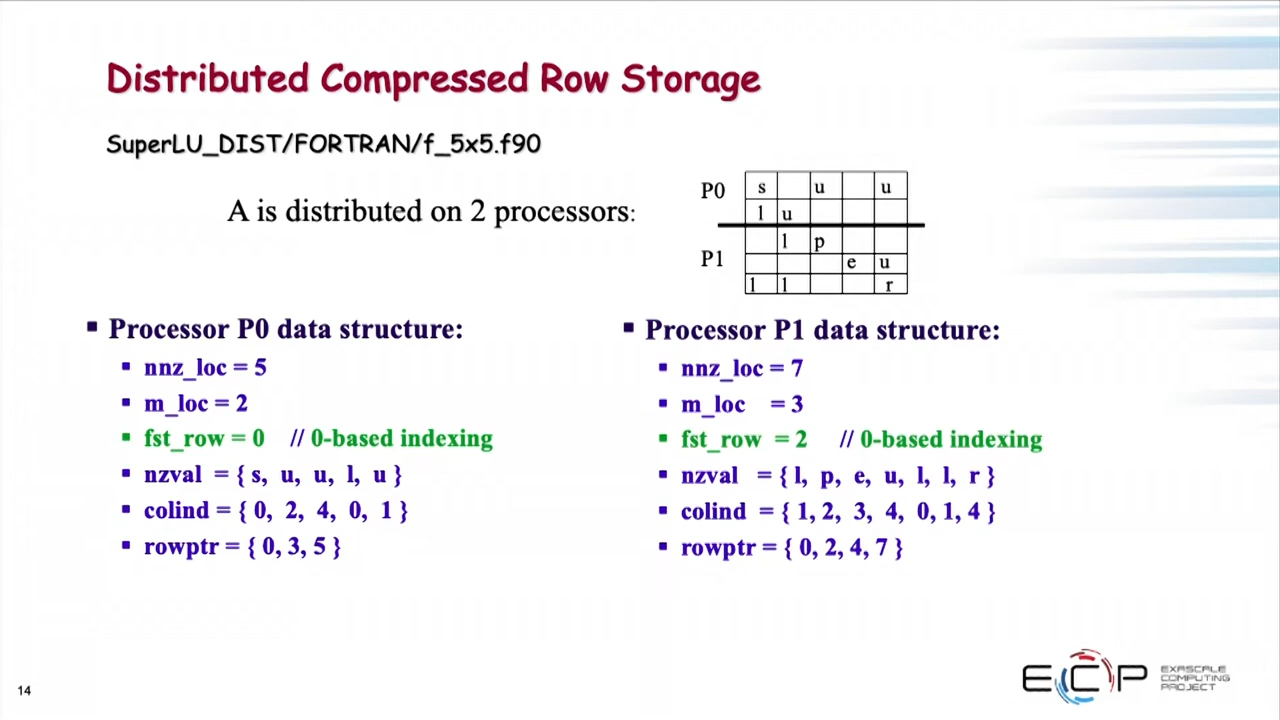 Distributed Compressed Row Storage
SuperLU_DIST/FORTRAN/f_5x5.f90
A is distributed on 2 processors:
P0
s u u
l u
P1
l p
e u
l l r
▪ Processor P0 data structure:
▪ nnz_loc = 5
▪ m_loc = 2
▪ fst_row = 0 // 0-based indexing
▪ nzval = { s, u, u, l, u }
▪ colind = { 0, 2, 4, 0, 1 }
▪ rowptr = { 0, 3, 5 }
▪ Processor P1 data structure:
▪ nnz_loc = 7
▪ m_loc = 3
▪ fst_row = 2 // 0-based indexing
▪ nzval = { l, p, e, u, l, l, r }
▪ colind = { 1, 2, 3, 4, 0, 1, 4 }
▪ rowptr = { 0, 2, 4, 7 }
14
ECP
EXASCALE
COMPUTING
PROJECT